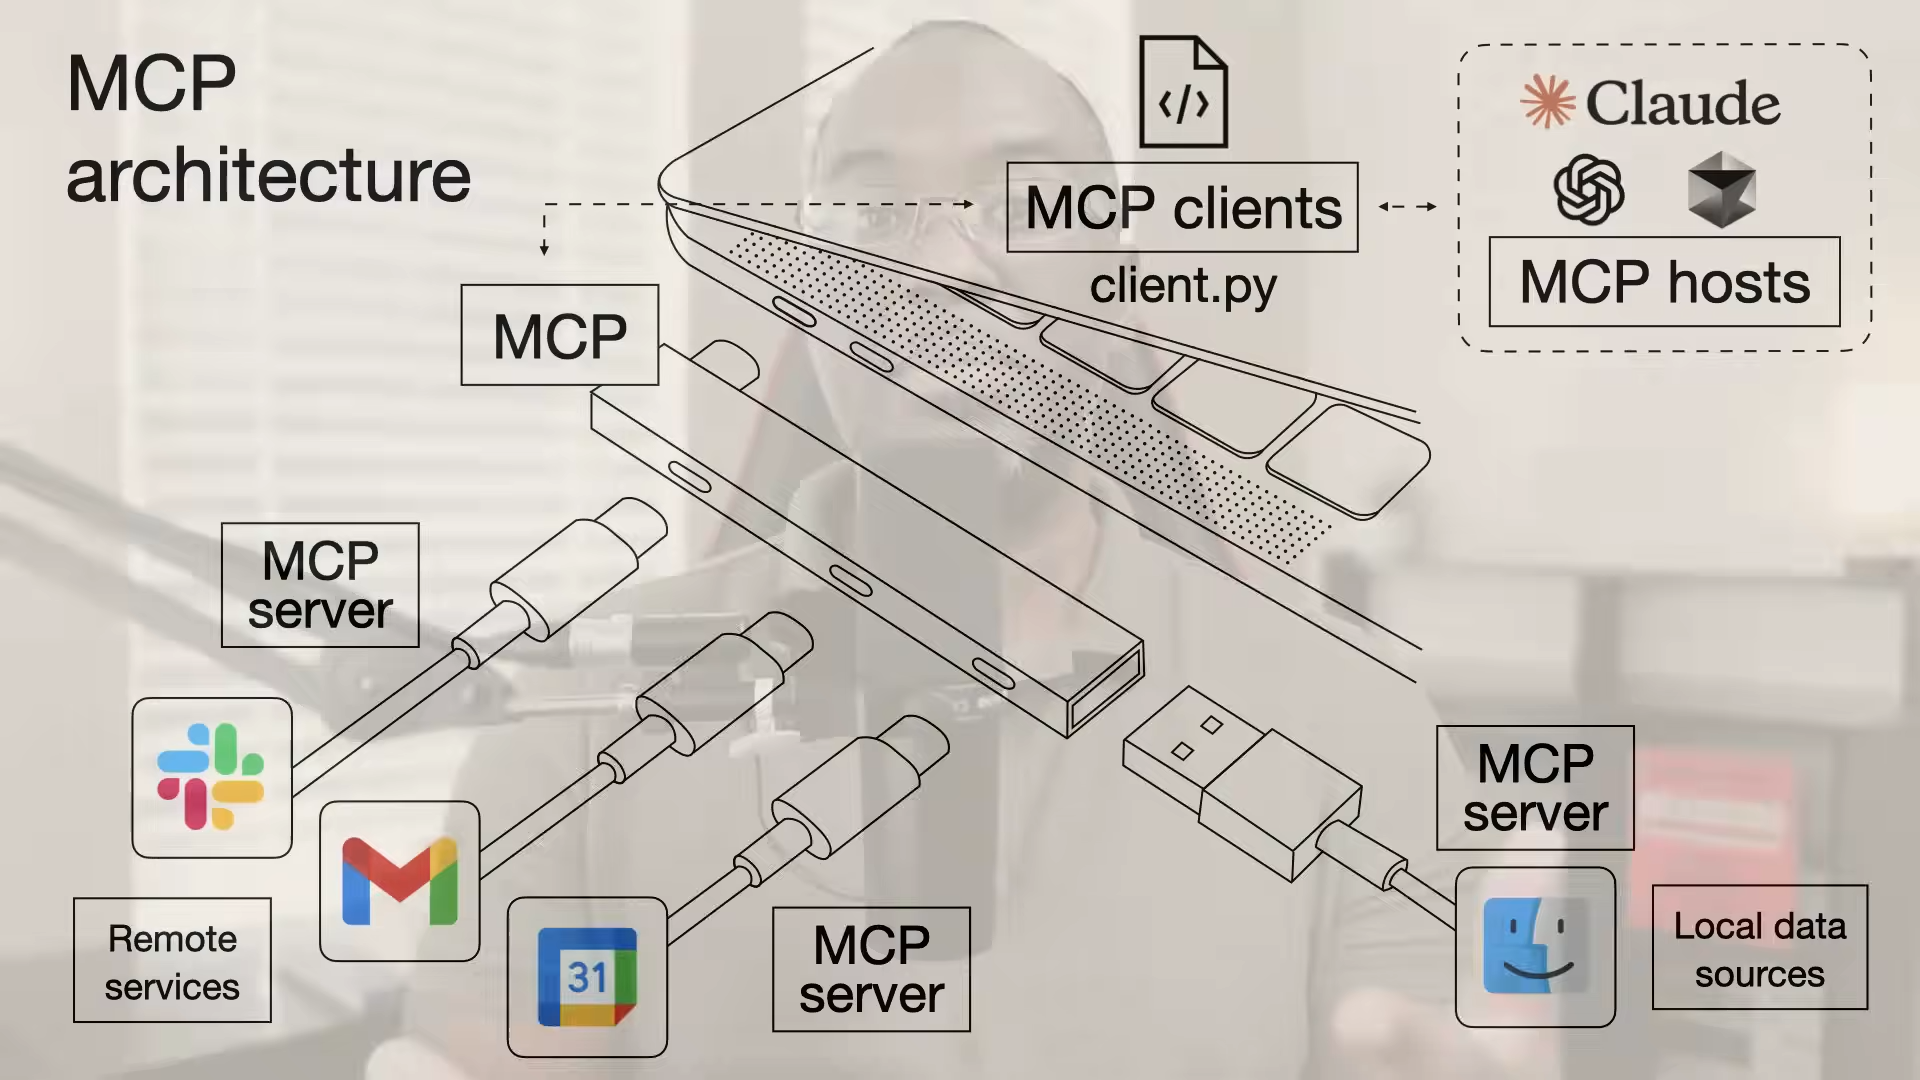 MCP
architecture
MCP clients
client.py
Claude
MCP hosts
MCP
MCP
server
MCP
server
Remote
services
31
MCP
server
Local data
sources